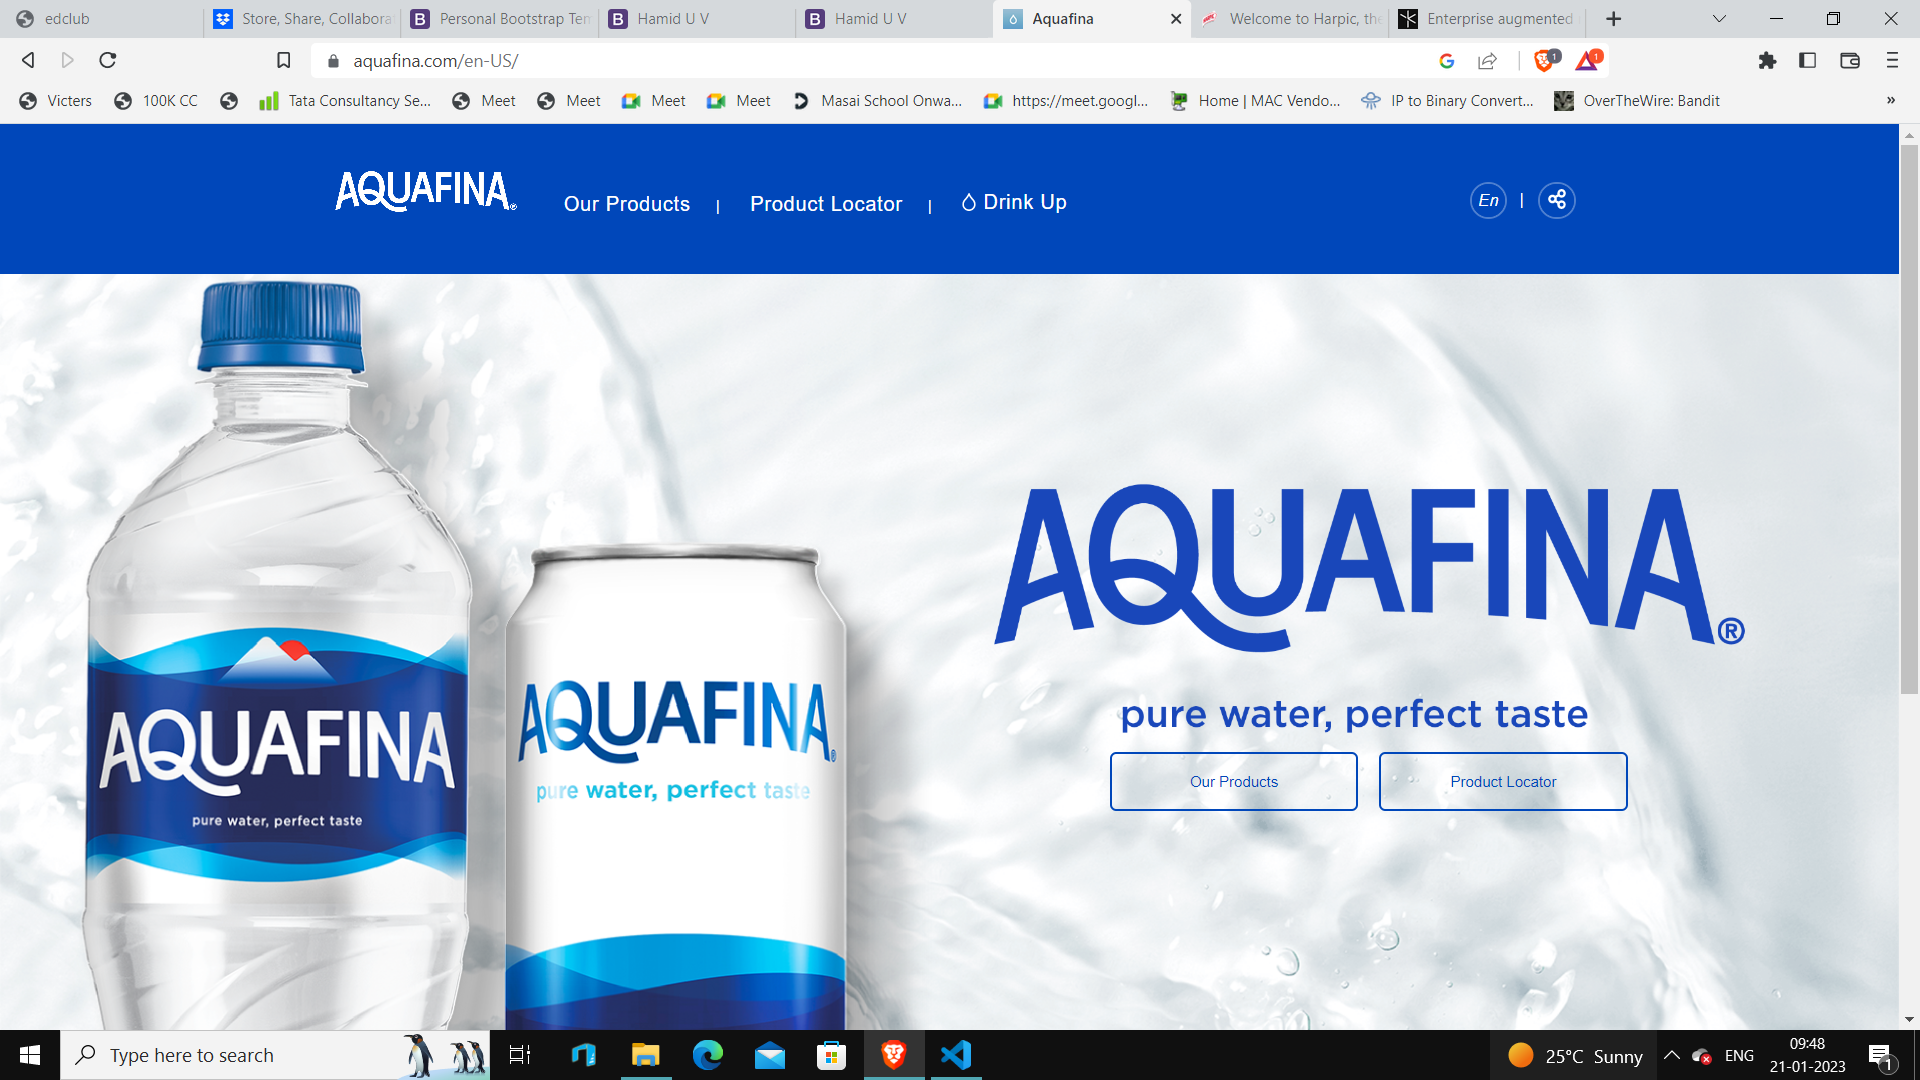 edclub
Store, Share, Collabora
Personal Bootstrap Ten
Hamid U V
Hamid U V
Aquafina
Welcome to Harpic, the
Enterprise augmented
aquafina.com/en-US/
1
1
Victers
100K CC
Tata Consultancy Se...
Meet
Meet
Meet
Meet
Masai School Onwa...
https://meet.googl...
Home | MAC Vendo...
IP to Binary Convert...
OverTheWire: Bandit
»
AQUAFINA®
Our Products |
Product Locator |
Drink Up
En |
AQUAFINA®
pure water, perfect taste
Our Products
Product Locator
AQUAFINA
pure water, perfect taste
AQUAFINA®
pure water, perfect taste
Type here to search
25°C Sunny
ENG
09:48
21-01-2023
1